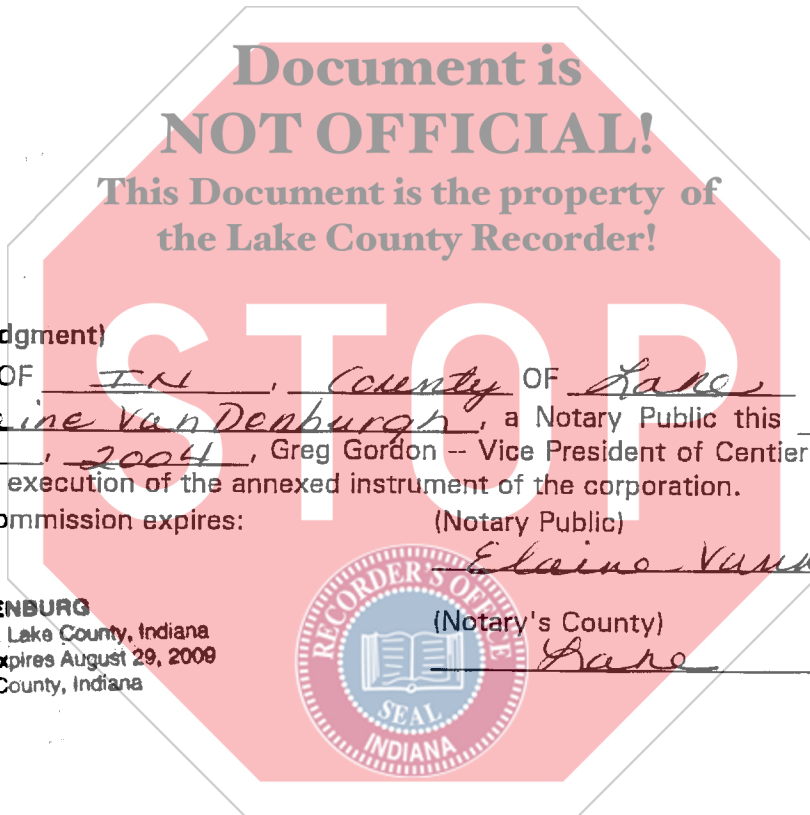 Document is
NOT OFFICIAL!
This Document is the property of
the Lake County Recorder!
STOP
dgment)
OF IN, County OF Lake
ine VanDenburgh, a Notary Public this
, 2004, Greg Gordon -- Vice President of Centier
execution of the annexed instrument of the corporation.
mmission expires: (Notary Public)
Elaine
ENBURG
Lake County, Indiana
xpires August 29, 2009
County, Indiana
(Notary's County)
Lake
RECORDER'S OFFICE
SEAL
INDIANA